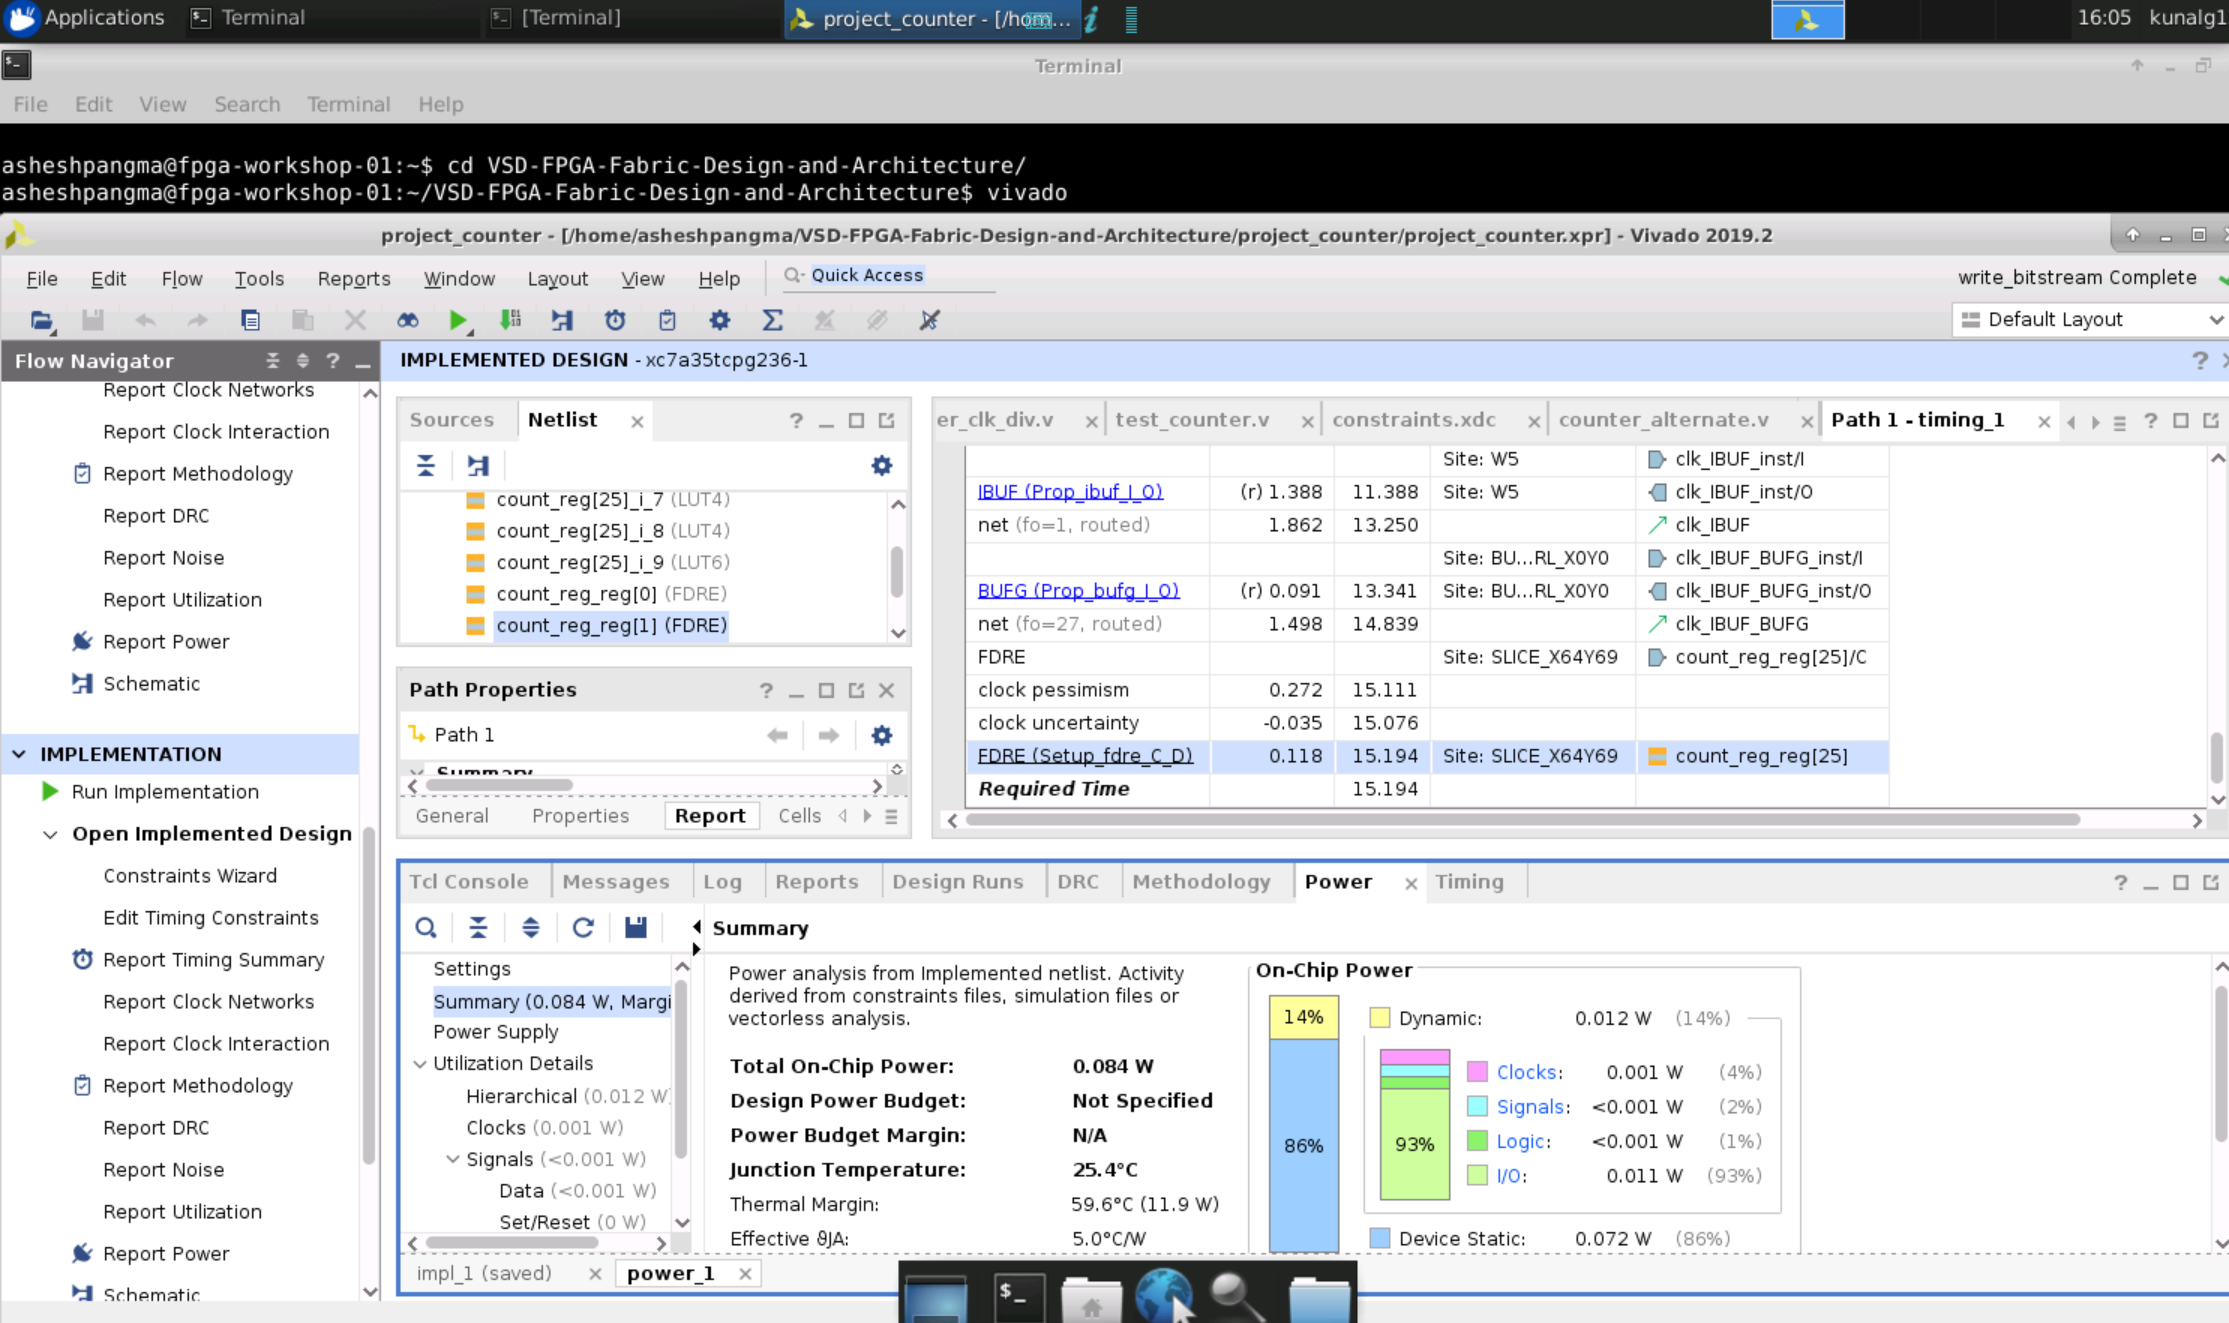 Applications Terminal [Terminal] project_counter - [/hom... 16:05 kunalg1
Terminal
File Edit View Search Terminal Help
asheshpangma@fpga-workshop-01:~$ cd VSD-FPGA-Fabric-Design-and-Architecture/
asheshpangma@fpga-workshop-01:~/VSD-FPGA-Fabric-Design-and-Architecture$ vivado
project_counter - [/home/asheshpangma/VSD-FPGA-Fabric-Design-and-Architecture/project_counter/project_counter.xpr] - Vivado 2019.2
File Edit Flow Tools Reports Window Layout View Help Quick Access write_bitstream Complete
Default Layout
Flow Navigator
Report Clock Networks
Report Clock Interaction
Report Methodology
Report DRC
Report Noise
Report Utilization
Report Power
Schematic
IMPLEMENTATION
Run Implementation
Open Implemented Design
Constraints Wizard
Edit Timing Constraints
Report Timing Summary
Report Clock Networks
Report Clock Interaction
Report Methodology
Report DRC
Report Noise
Report Utilization
Report Power
Schematic
IMPLEMENTED DESIGN - xc7a35tcpg236-1
Sources Netlist
count_reg[25]_i_7 (LUT4)
count_reg[25]_i_8 (LUT4)
count_reg[25]_i_9 (LUT6)
count_reg_reg[0] (FDRE)
count_reg_reg[1] (FDRE)
Path Properties
Path 1
Summary
General Properties Report Cells
er_clk_div.v test_counter.v constraints.xdc counter_alternate.v Path 1 - timing_1
Site: W5 clk_IBUF_inst/I
IBUF (Prop_ibuf_I_O) (r) 1.388 11.388 Site: W5 clk_IBUF_inst/O
net (fo=1, routed) 1.862 13.250 clk_IBUF
Site: BU...RL_X0Y0 clk_IBUF_BUFG_inst/I
BUFG (Prop_bufg_I_O) (r) 0.091 13.341 Site: BU...RL_X0Y0 clk_IBUF_BUFG_inst/O
net (fo=27, routed) 1.498 14.839 clk_IBUF_BUFG
FDRE Site: SLICE_X64Y69 count_reg_reg[25]/C
clock pessimism 0.272 15.111
clock uncertainty -0.035 15.076
FDRE (Setup_fdre_C_D) 0.118 15.194 Site: SLICE_X64Y69 count_reg_reg[25]
Required Time 15.194
Tcl Console Messages Log Reports Design Runs DRC Methodology Power Timing
Summary
Settings
Summary (0.084 W, Margi
Power Supply
Utilization Details
Hierarchical (0.012 W)
Clocks (0.001 W)
Signals (<0.001 W)
Data (<0.001 W)
Set/Reset (0 W)
Power analysis from Implemented netlist. Activity
derived from constraints files, simulation files or
vectorless analysis.
Total On-Chip Power: 0.084 W
Design Power Budget: Not Specified
Power Budget Margin: N/A
Junction Temperature: 25.4°C
Thermal Margin: 59.6°C (11.9 W)
Effective ϑJA: 5.0°C/W
On-Chip Power
14%
86%
93%
Dynamic: 0.012 W (14%)
Clocks: 0.001 W (4%)
Signals: <0.001 W (2%)
Logic: <0.001 W (1%)
I/O: 0.011 W (93%)
Device Static: 0.072 W (86%)
impl_1 (saved) power_1